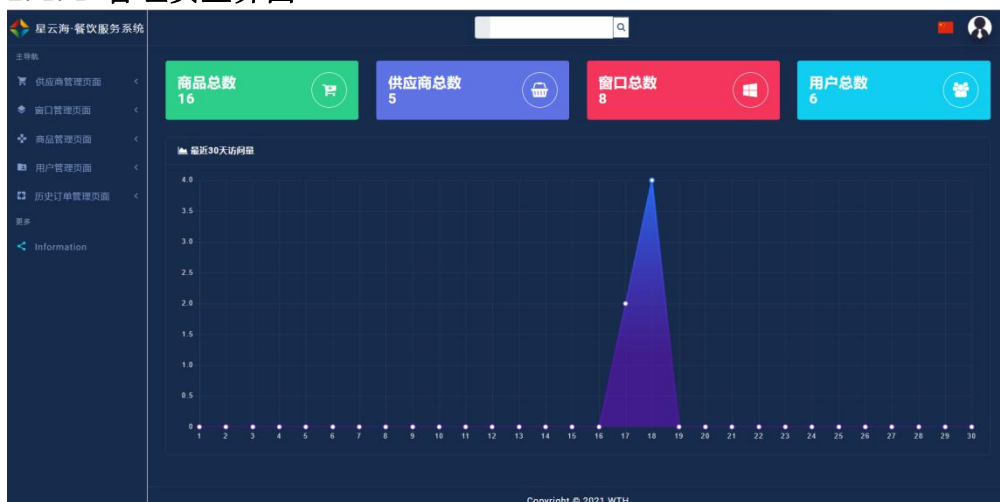 星云海·餐饮服务系统
主导航
供应商管理页面
窗口管理页面
商品管理页面
用户管理页面
历史订单管理页面
更多
Information
商品总数
16
供应商总数
5
窗口总数
8
用户总数
6
最近30天访问量
4.0
3.5
3.0
2.5
2.0
1.5
1.0
0.5
0
1 2 3 4 5 6 7 8 9 10 11 12 13 14 15 16 17 18 19 20 21 22 23 24 25 26 27 28 29 30
Copyright © 2021 WTH